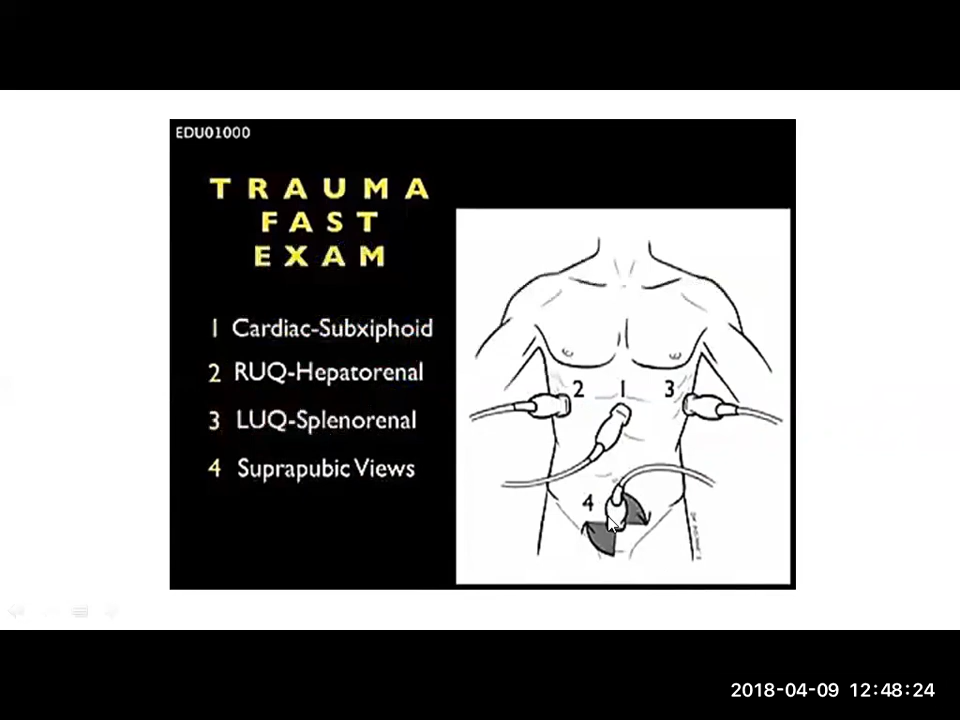 EDU01000
TRAUMA
FAST
EXAM
1 Cardiac-Subxiphoid
2 RUQ-Hepatorenal
3 LUQ-Splenorenal
4 Suprapubic Views
2 1 3
4
2018-04-09 12:48:24